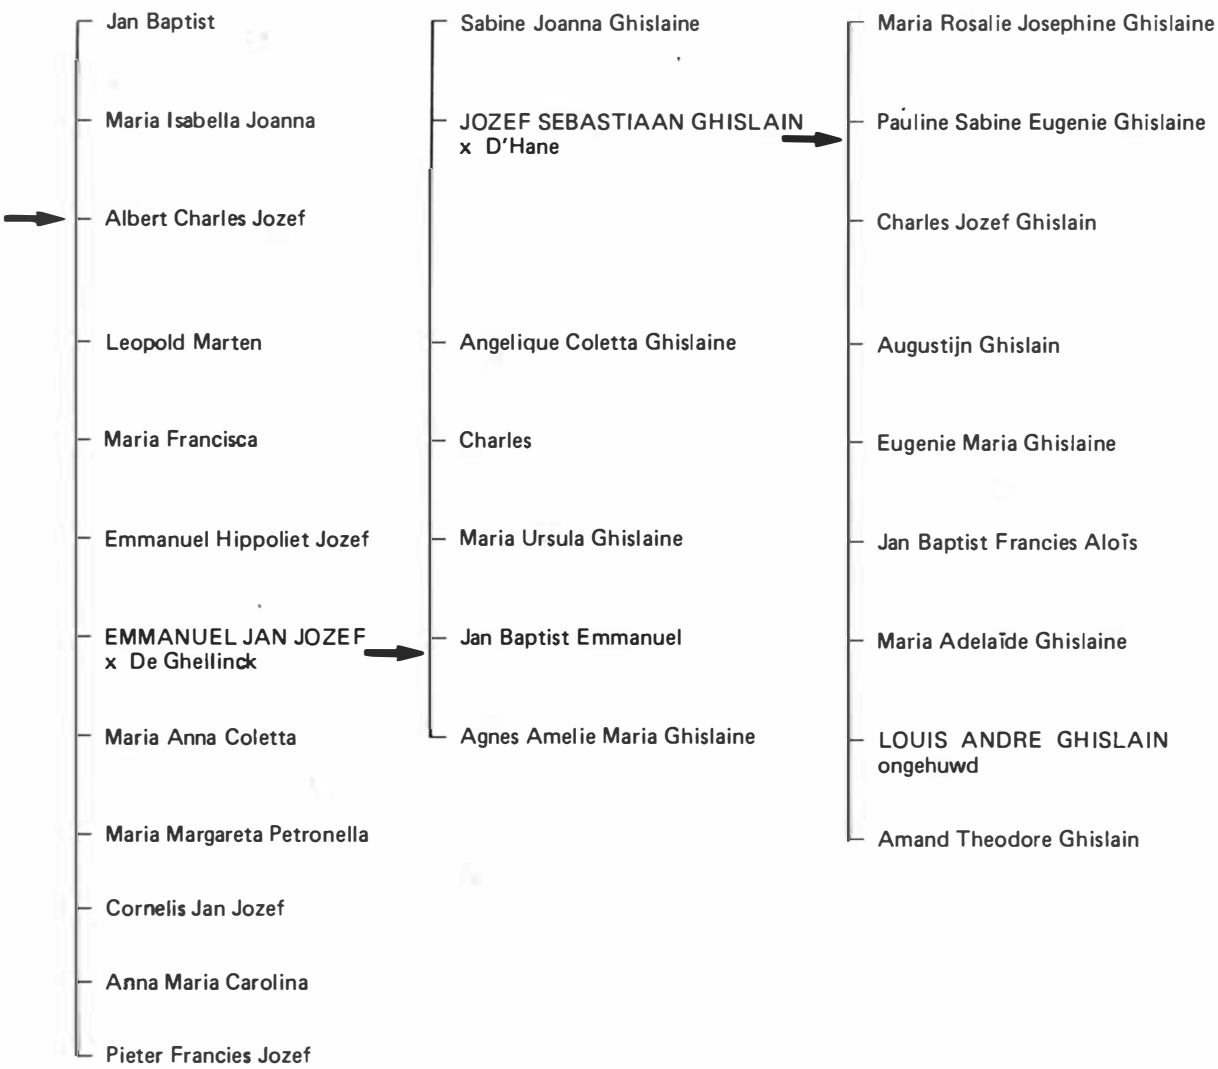 Jan Baptist
Maria Isabella Joanna
Albert Charles Jozef
Leopold Marten
Maria Francisca
Emmanuel Hippoliet Jozef
EMMANUEL JAN JOZEF
x De Ghellinck
Maria Anna Coletta
Maria Margareta Petronella
Cornelis Jan Jozef
Anna Maria Carolina
Pieter Francies Jozef
Sabine Joanna Ghislaine
JOZEF SEBASTIAAN GHISLAIN
x D'Hane
Angelique Coletta Ghislaine
Charles
Maria Ursula Ghislaine
Jan Baptist Emmanuel
Agnes Amelie Maria Ghislaine
Maria Rosalie Josephine Ghislaine
Pauline Sabine Eugenie Ghislaine
Charles Jozef Ghislain
Augustijn Ghislain
Eugenie Maria Ghislaine
Jan Baptist Francies Aloïs
Maria Adelaïde Ghislaine
LOUIS ANDRE GHISLAIN
ongehuwd
Amand Theodore Ghislain